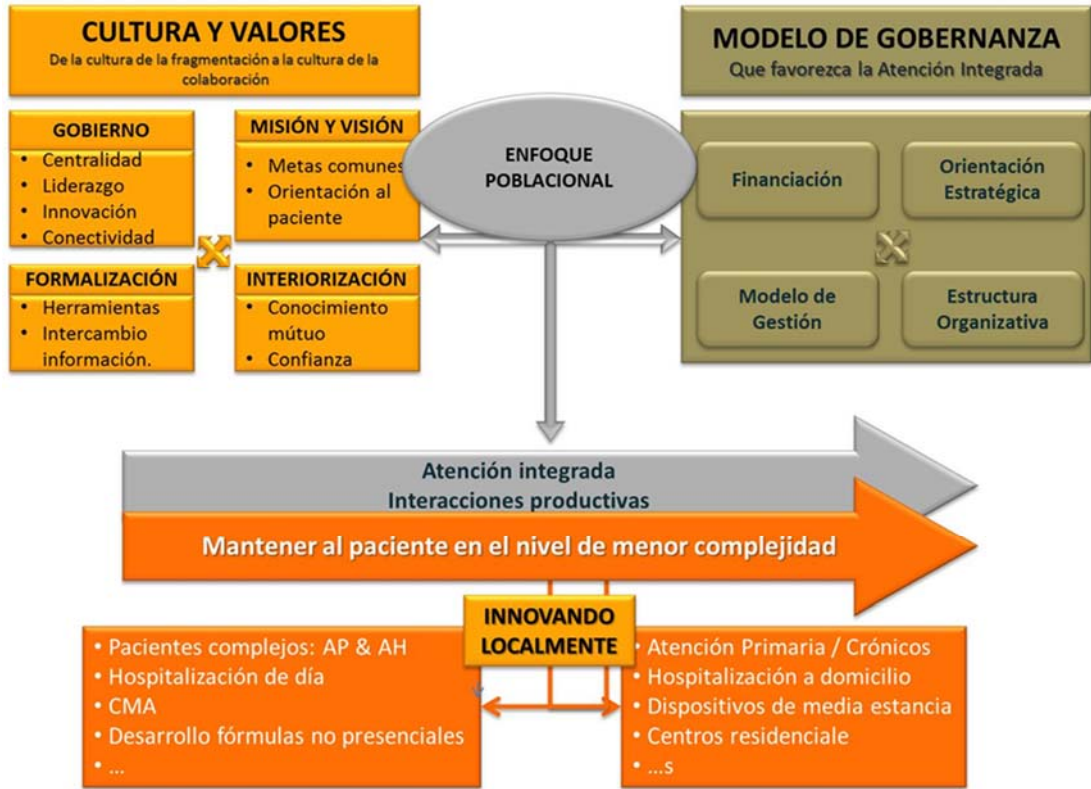 CULTURA Y VALORES
De la cultura de la fragmentación a la cultura de la
colaboración
MODELO DE GOBERNANZA
Que favorezca la Atención Integrada
GOBIERNO
• Centralidad
• Liderazgo
• Innovación
• Conectividad
MISIÓN Y VISIÓN
• Metas comunes
• Orientación al
paciente
FORMALIZACIÓN
• Herramientas
• Intercambio
información.
INTERIORIZACIÓN
• Conocimiento
mútuo
• Confianza
ENFOQUE
POBLACIONAL
Financiación
Orientación
Estratégica
Modelo de
Gestión
Estructura
Organizativa
Atención integrada
Interacciones productivas
Mantener al paciente en el nivel de menor complejidad
INNOVANDO
LOCALMENTE
• Pacientes complejos: AP & AH
• Hospitalización de día
• CMA
• Desarrollo fórmulas no presenciales
• ...
• Atención Primaria / Crónicos
• Hospitalización a domicilio
• Dispositivos de media estancia
• Centros residenciale
• ...s